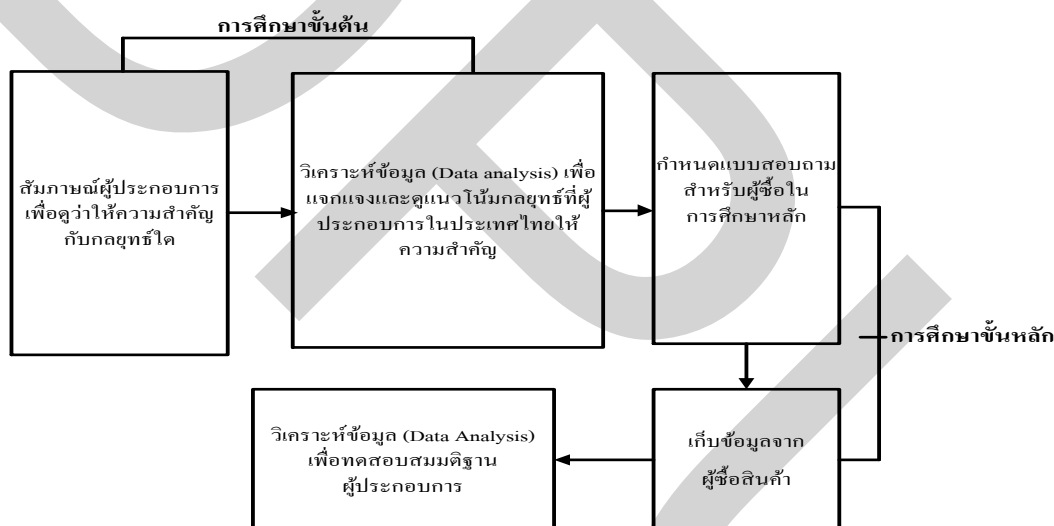 การศึกษาขั้นต้น
สัมภาษณ์ผู้ประกอบการ
เพื่อดูว่าให้ความสำคัญ
กับกลยุทธ์ใด
วิเคราะห์ข้อมูล (Data analysis) เพื่อ
แจกแจงและดูแนวโน้มกลยุทธ์ที่ผู้
ประกอบการในประเทศไทยให้
ความสำคัญ
กำหนดแบบสอบถาม
สำหรับผู้ซื้อใน
การศึกษาหลัก
การศึกษาขั้นหลัก
เก็บข้อมูลจาก
ผู้ซื้อสินค้า
วิเคราะห์ข้อมูล (Data Analysis)
เพื่อทดสอบสมมติฐาน
ผู้ประกอบการ